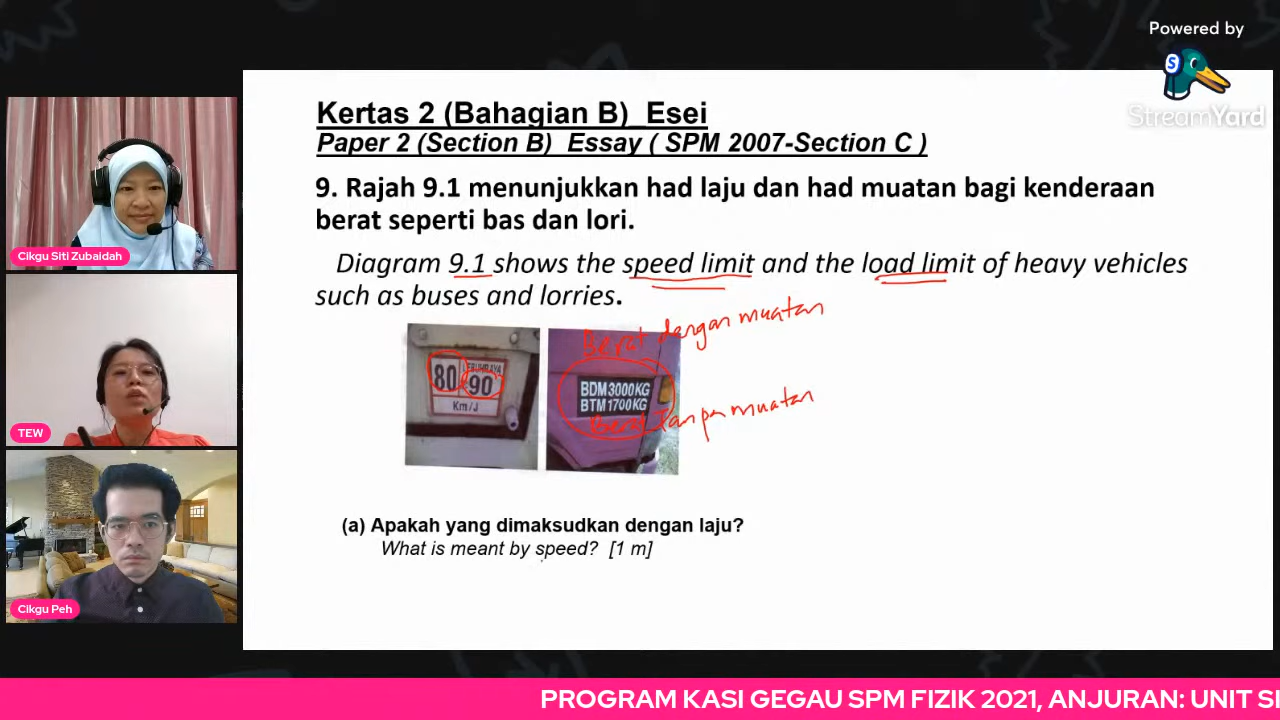 Powered by
StreamYard
Kertas 2 (Bahagian B)_Esei
Paper 2 (Section B)_Essay ( SPM 2007-Section C )
9. Rajah 9.1 menunjukkan had laju dan had muatan bagi kenderaan
berat seperti bas dan lori.
Diagram 9.1 shows the speed limit and the load limit of heavy vehicles
such as buses and lorries.
Berat dengan muatan
80
LEBUHRAYA
90
Km/J
BDM 3000KG
BTM 1700KG
Berat Tanpa muatan
(a) Apakah yang dimaksudkan dengan laju?
What is meant by speed? [1 m]
Cikgu Siti Zubaidah
TEW
Cikgu Peh
PROGRAM KASI GEGAU SPM FIZIK 2021, ANJURAN: UNIT S